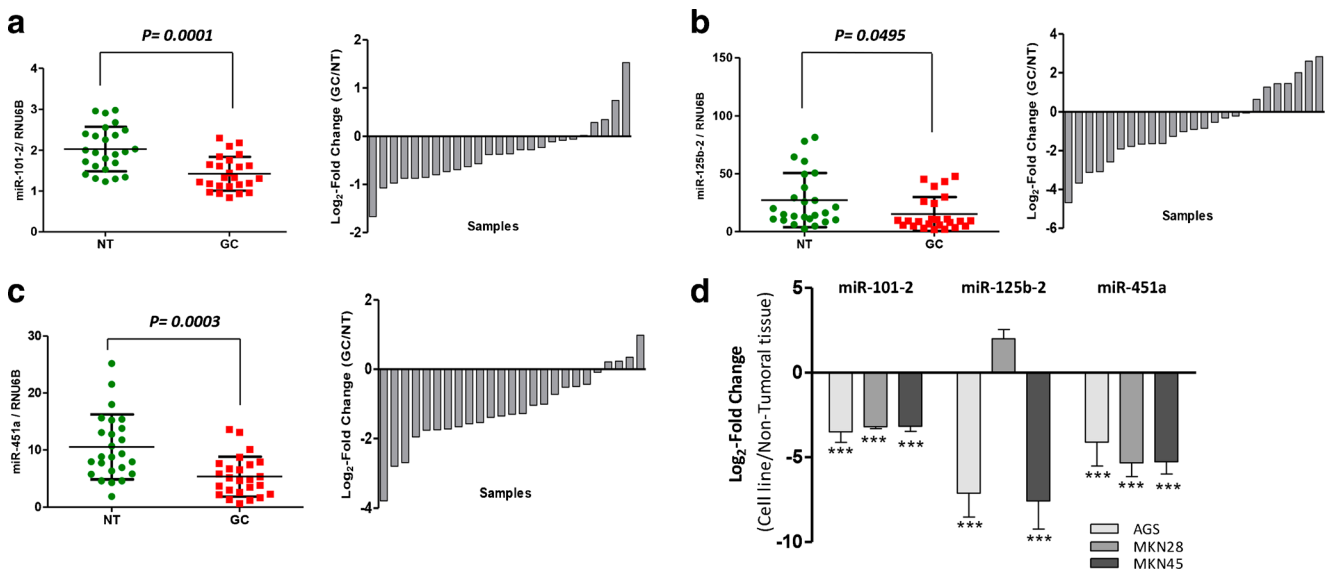 a
P= 0.0001
miR-101-2/ RNU6B
4
3
2
1
0
NT
GC
Log2-Fold Change (GC/NT)
2
1
0
-1
-2
Samples
b
P= 0.0495
miR-125b-2 / RNU6B
150
100
50
0
NT
GC
Log2-Fold Change (GC/NT)
4
2
0
-2
-4
-6
Samples
c
P= 0.0003
miR-451a / RNU6B
30
20
10
0
NT
GC
Log2-Fold Change (GC/NT)
2
0
-2
-4
Samples
d
miR-101-2
miR-125b-2
miR-451a
Log2-Fold Change
(Cell line/Non-Tumoral tissue)
5
0
-5
-10
*** *** ***
*** ***
*** *** ***
AGS
MKN28
MKN45